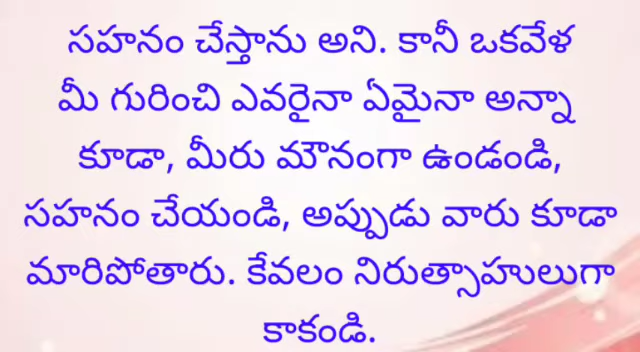 సహనం చేస్తాను అని. కానీ ఒకవేళ
మీ గురించి ఎవరైనా ఏమైనా అన్నా
కూడా, మీరు మౌనంగా ఉండండి,
సహనం చేయండి, అప్పుడు వారు కూడా
మారిపోతారు. కేవలం నిరుత్సాహులుగా
కాకండి.